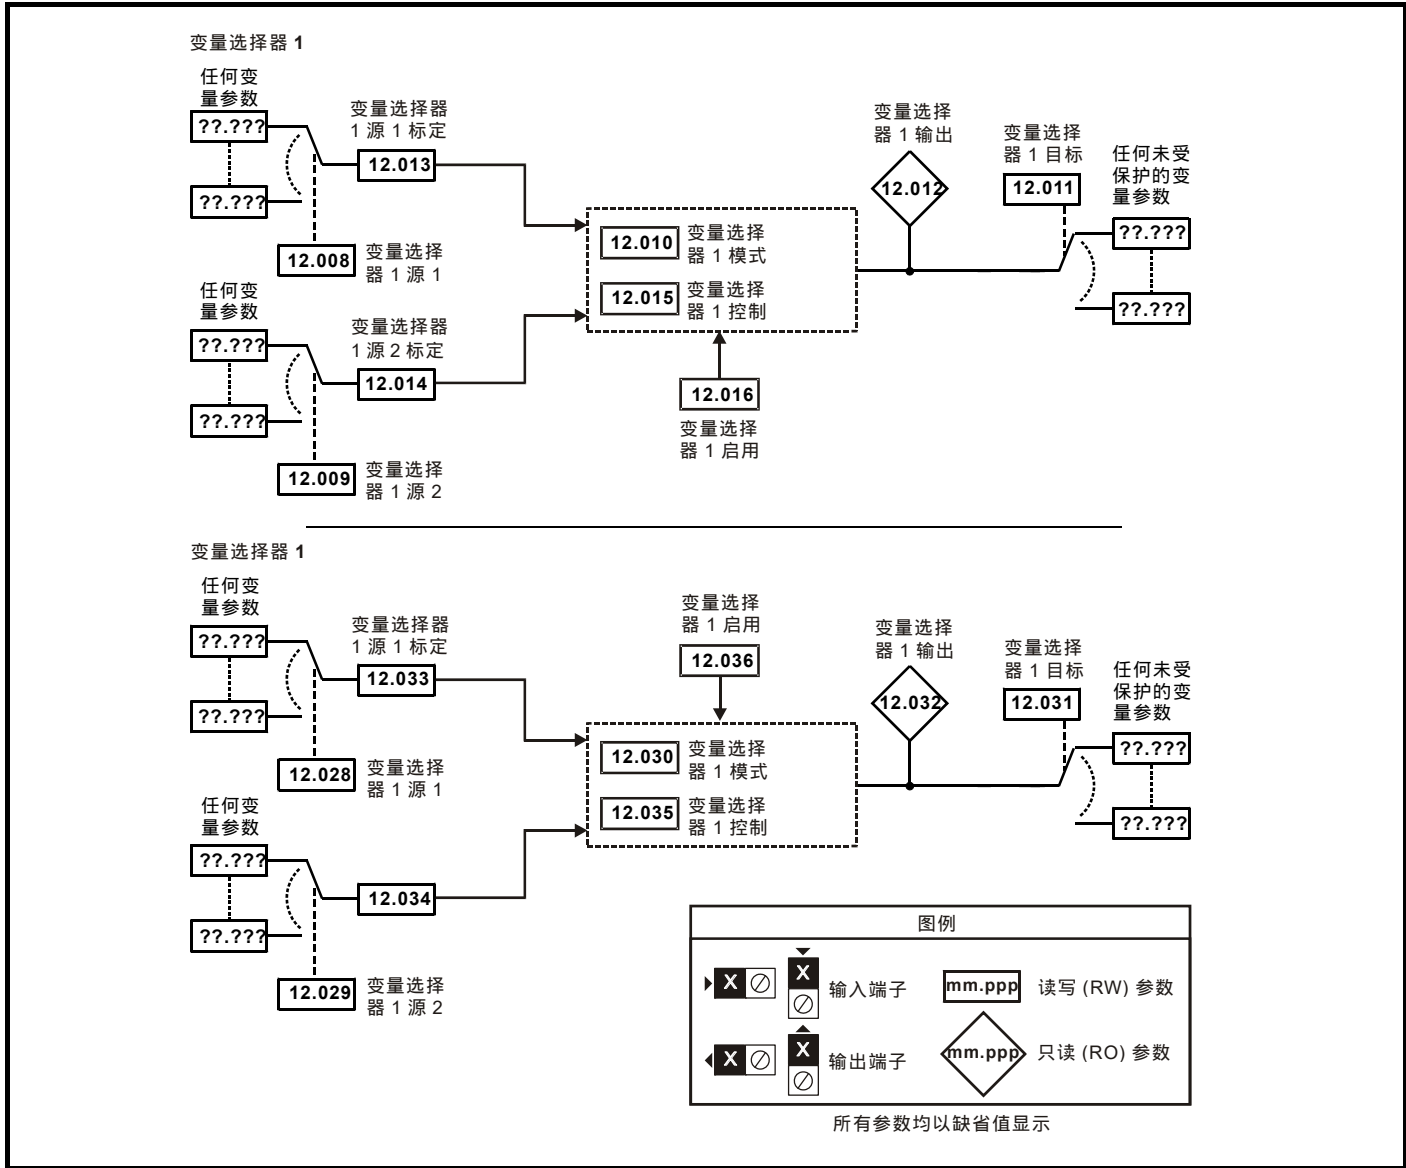 变量选择器 1
任何变
量参数
??.???
??.???
变量选择器
1 源 1 标定
12.013
12.008
变量选择
器 1 源 1
任何变
量参数
??.???
??.???
变量选择器
1 源 2 标定
12.014
12.009
变量选择
器 1 源 2
12.010
变量选择
器 1 模式
12.015
变量选择
器 1 控制
12.016
变量选择
器 1 启用
变量选择
器 1 输出
12.012
变量选择
器 1 目标
12.011
任何未受
保护的变
量参数
??.???
??.???
变量选择器 1
任何变
量参数
??.???
??.???
变量选择器
1 源 1 标定
12.033
12.028
变量选择
器 1 源 1
任何变
量参数
??.???
??.???
12.034
12.029
变量选择
器 1 源 2
变量选择
器 1 启用
12.036
12.030
变量选择
器 1 模式
12.035
变量选择
器 1 控制
变量选择
器 1 输出
12.032
变量选择
器 1 目标
12.031
任何未受
保护的变
量参数
??.???
??.???
图例
X
X
输入端子
mm.ppp
读写 (RW) 参数
X
X
输出端子
mm.ppp
只读 (RO) 参数
所有参数均以缺省值显示